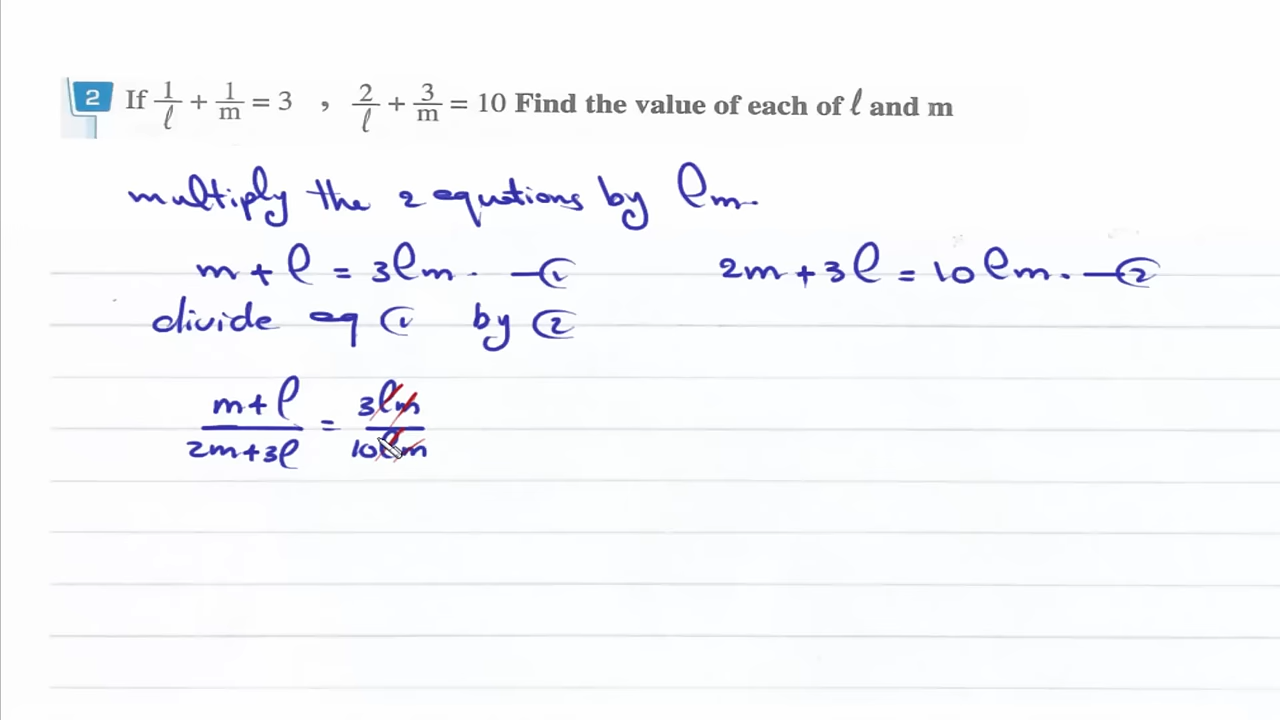 2 If 1/ℓ + 1/m = 3 , 2/ℓ + 3/m = 10 Find the value of each of ℓ and m
multiply the 2 equtions by ℓm.
m + ℓ = 3ℓm. —① 2m + 3ℓ = 10ℓm. —②
divide eq ① by ②
m+ℓ/2m+3ℓ = 3ℓm/10ℓm